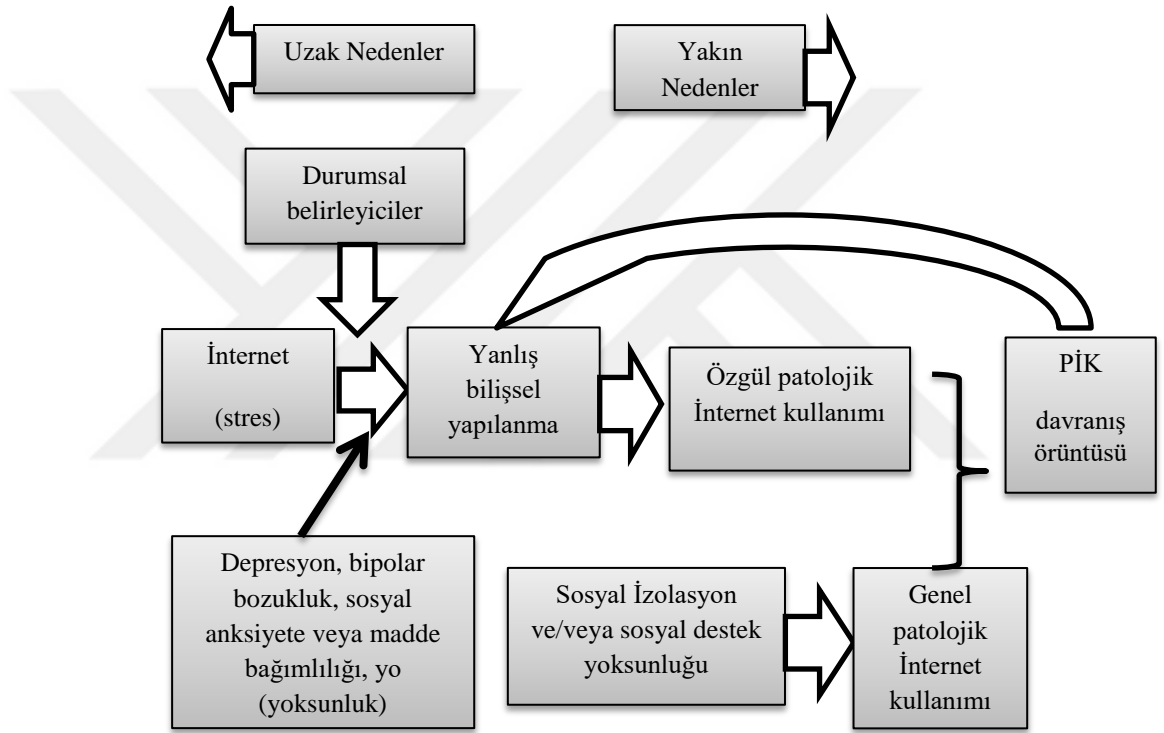 Uzak Nedenler
Yakın
Nedenler
Durumsal
belirleyiciler
İnternet
(stres)
Yanlış
bilişsel
yapılanma
Özgül patolojik
İnternet kullanımı
PİK
davranış
örüntüsü
Depresyon, bipolar
bozukluk, sosyal
anksiyete veya madde
bağımlılığı, yo
(yoksunluk)
Sosyal İzolasyon
ve/veya sosyal destek
yoksunluğu
Genel
patolojik
İnternet
kullanımı